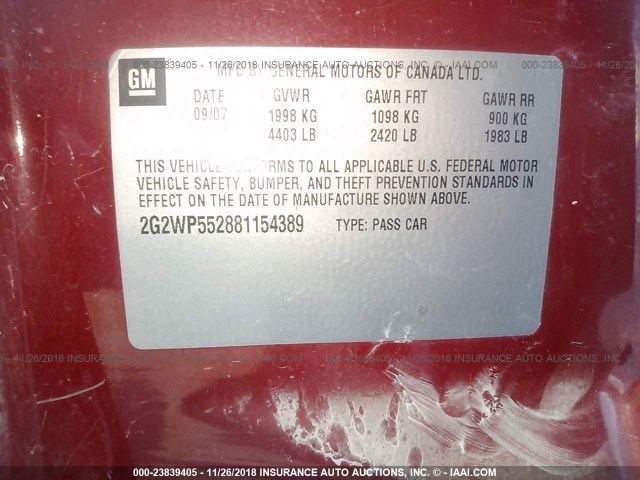 000-23839405 - 11/26/2018 INSURANCE AUTO AUCTIONS, INC. - © IAAI.COM
GM
MFD BY GENERAL MOTORS OF CANADA LTD.
DATE GVWR GAWR FRT GAWR RR
09/07 1998 KG 1098 KG 900 KG
4403 LB 2420 LB 1983 LB
THIS VEHICLE CONFORMS TO ALL APPLICABLE U.S. FEDERAL MOTOR
VEHICLE SAFETY, BUMPER, AND THEFT PREVENTION STANDARDS IN
EFFECT ON THE DATE OF MANUFACTURE SHOWN ABOVE.
2G2WP552881154389 TYPE: PASS CAR
000-23839405 - 11/26/2018 INSURANCE AUTO AUCTIONS, INC. - © IAAI.COM